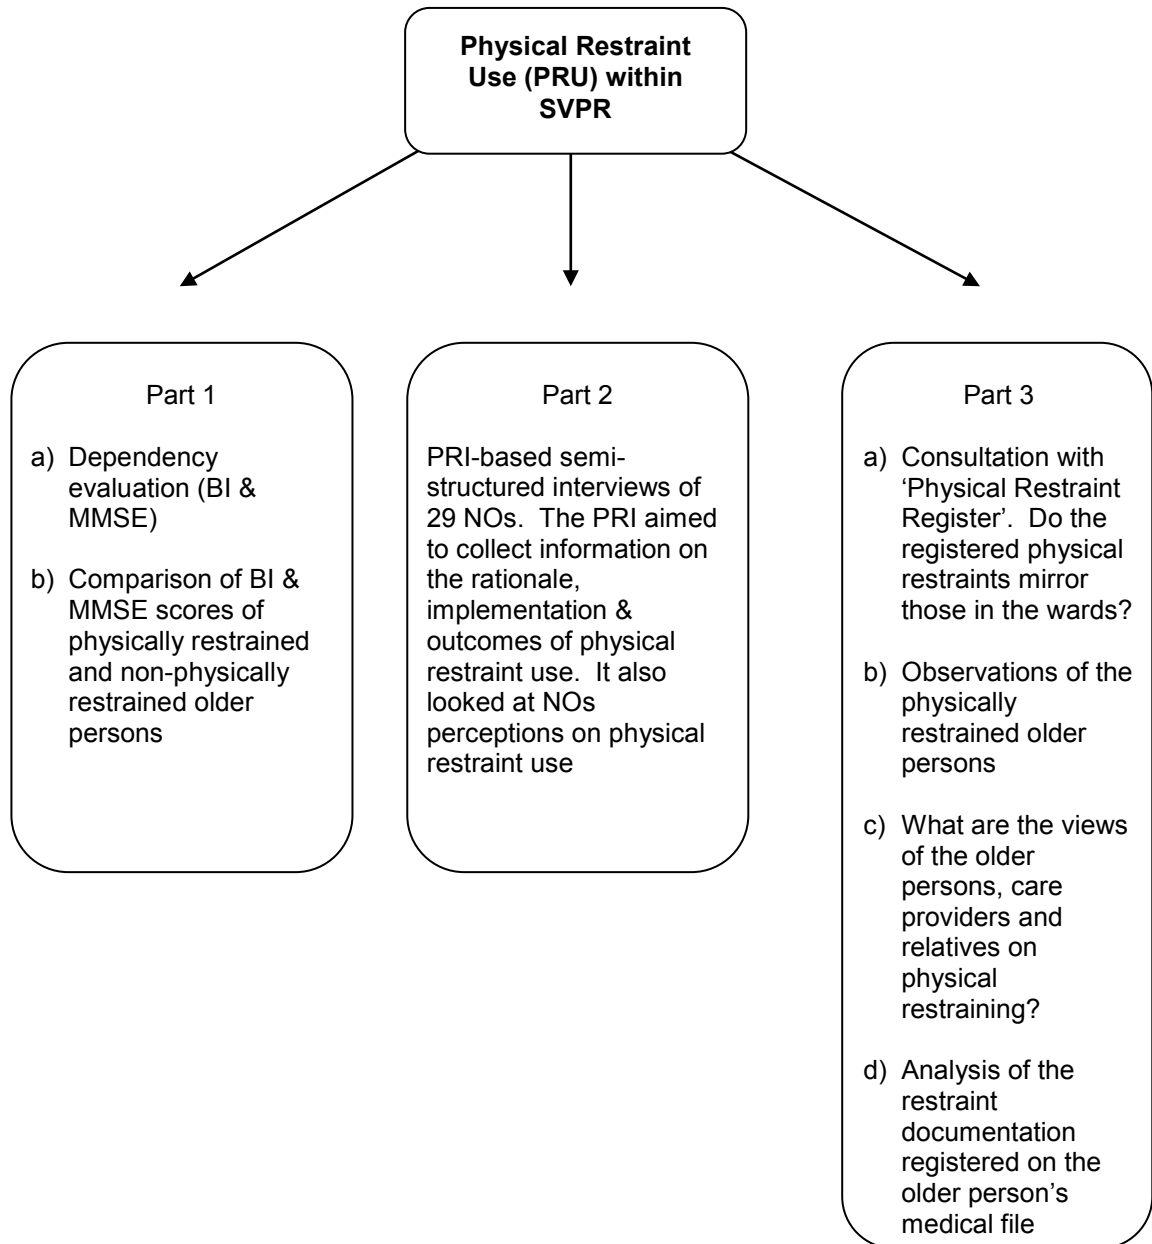 Physical Restraint
Use (PRU) within
SVPR
Part 1
a) Dependency
evaluation (BI &
MMSE)
b) Comparison of BI &
MMSE scores of
physically restrained
and non-physically
restrained older
persons
Part 2
PRI-based semi-
structured interviews of
29 NOs. The PRI aimed
to collect information on
the rationale,
implementation &
outcomes of physical
restraint use. It also
looked at NOs
perceptions on physical
restraint use
Part 3
a) Consultation with
‘Physical Restraint
Register’. Do the
registered physical
restraints mirror
those in the wards?
b) Observations of the
physically
restrained older
persons
c) What are the views
of the older
persons, care
providers and
relatives on
physical
restraining?
d) Analysis of the
restraint
documentation
registered on the
older person’s
medical file